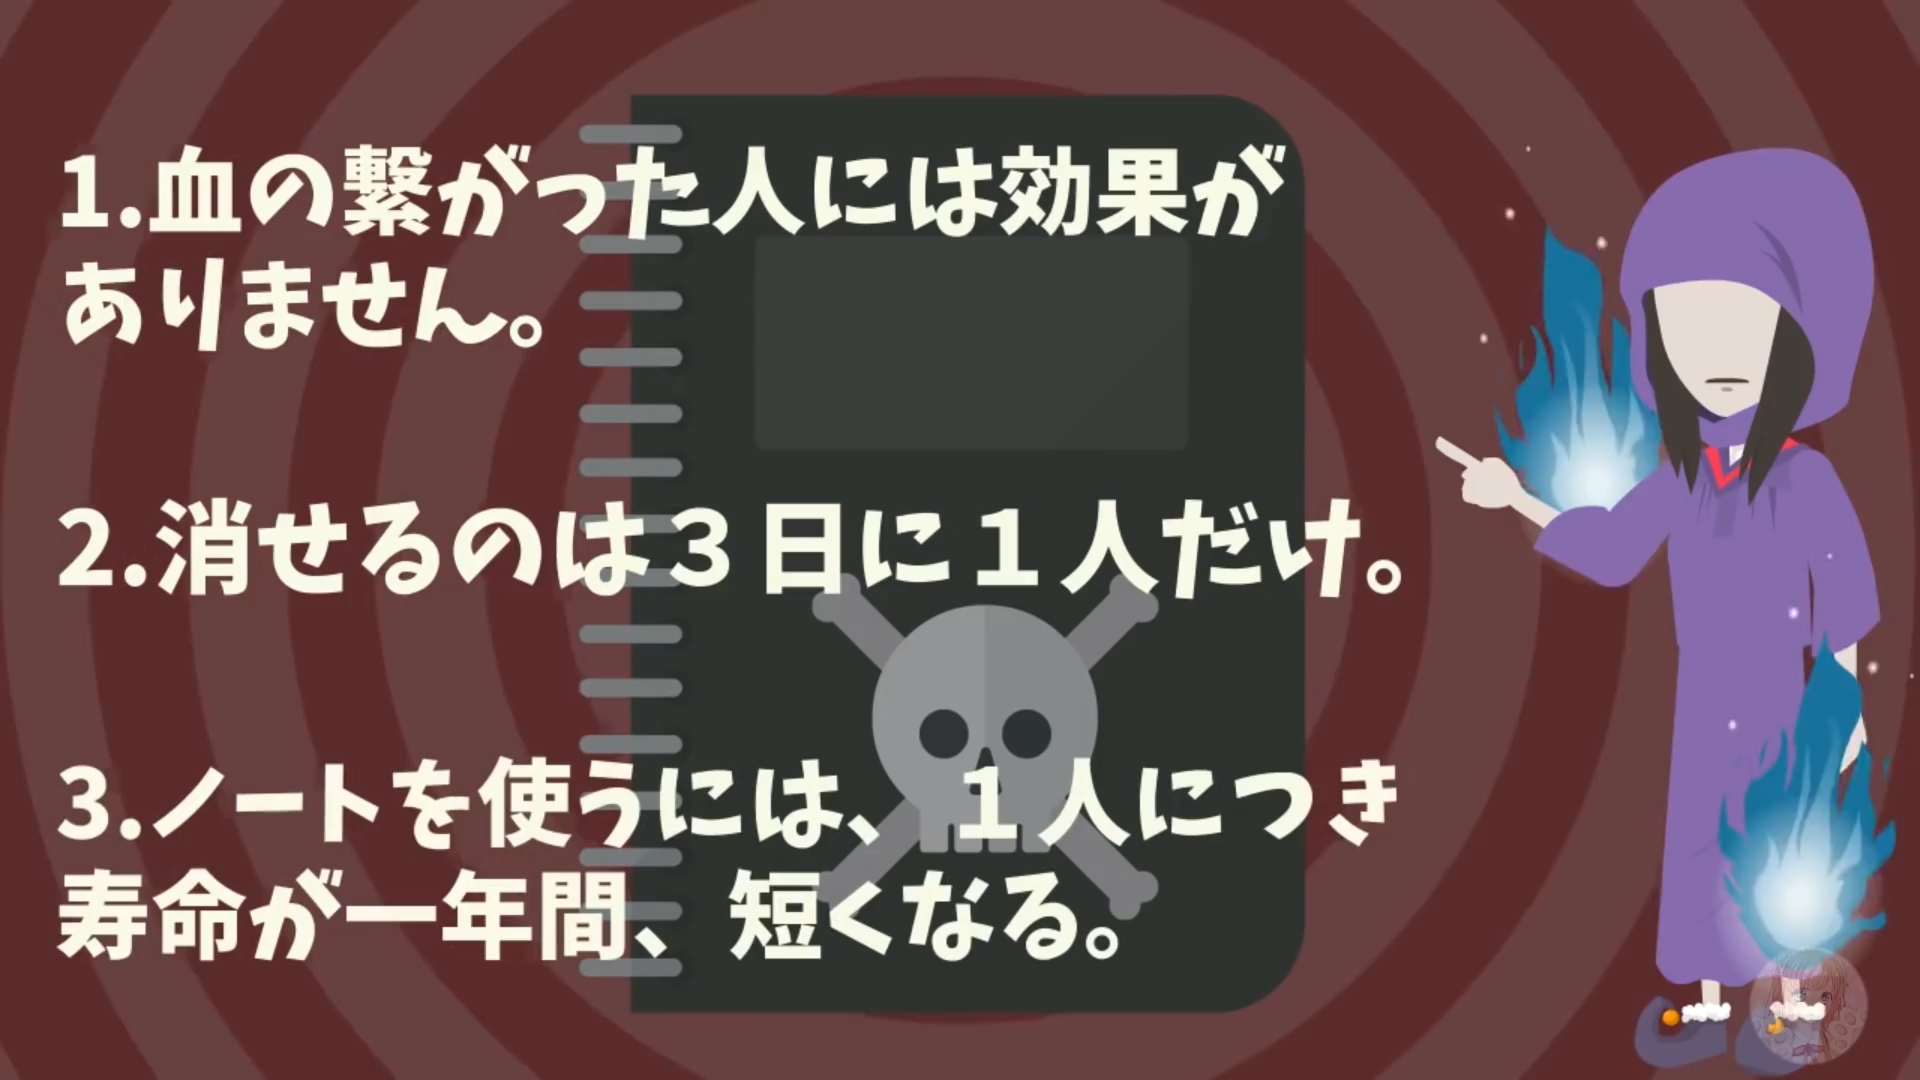 1.血の繋がった人には効果が
ありません。
2.消せるのは３日に１人だけ。
3.ノートを使うには、１人につき
寿命が一年間、短くなる。